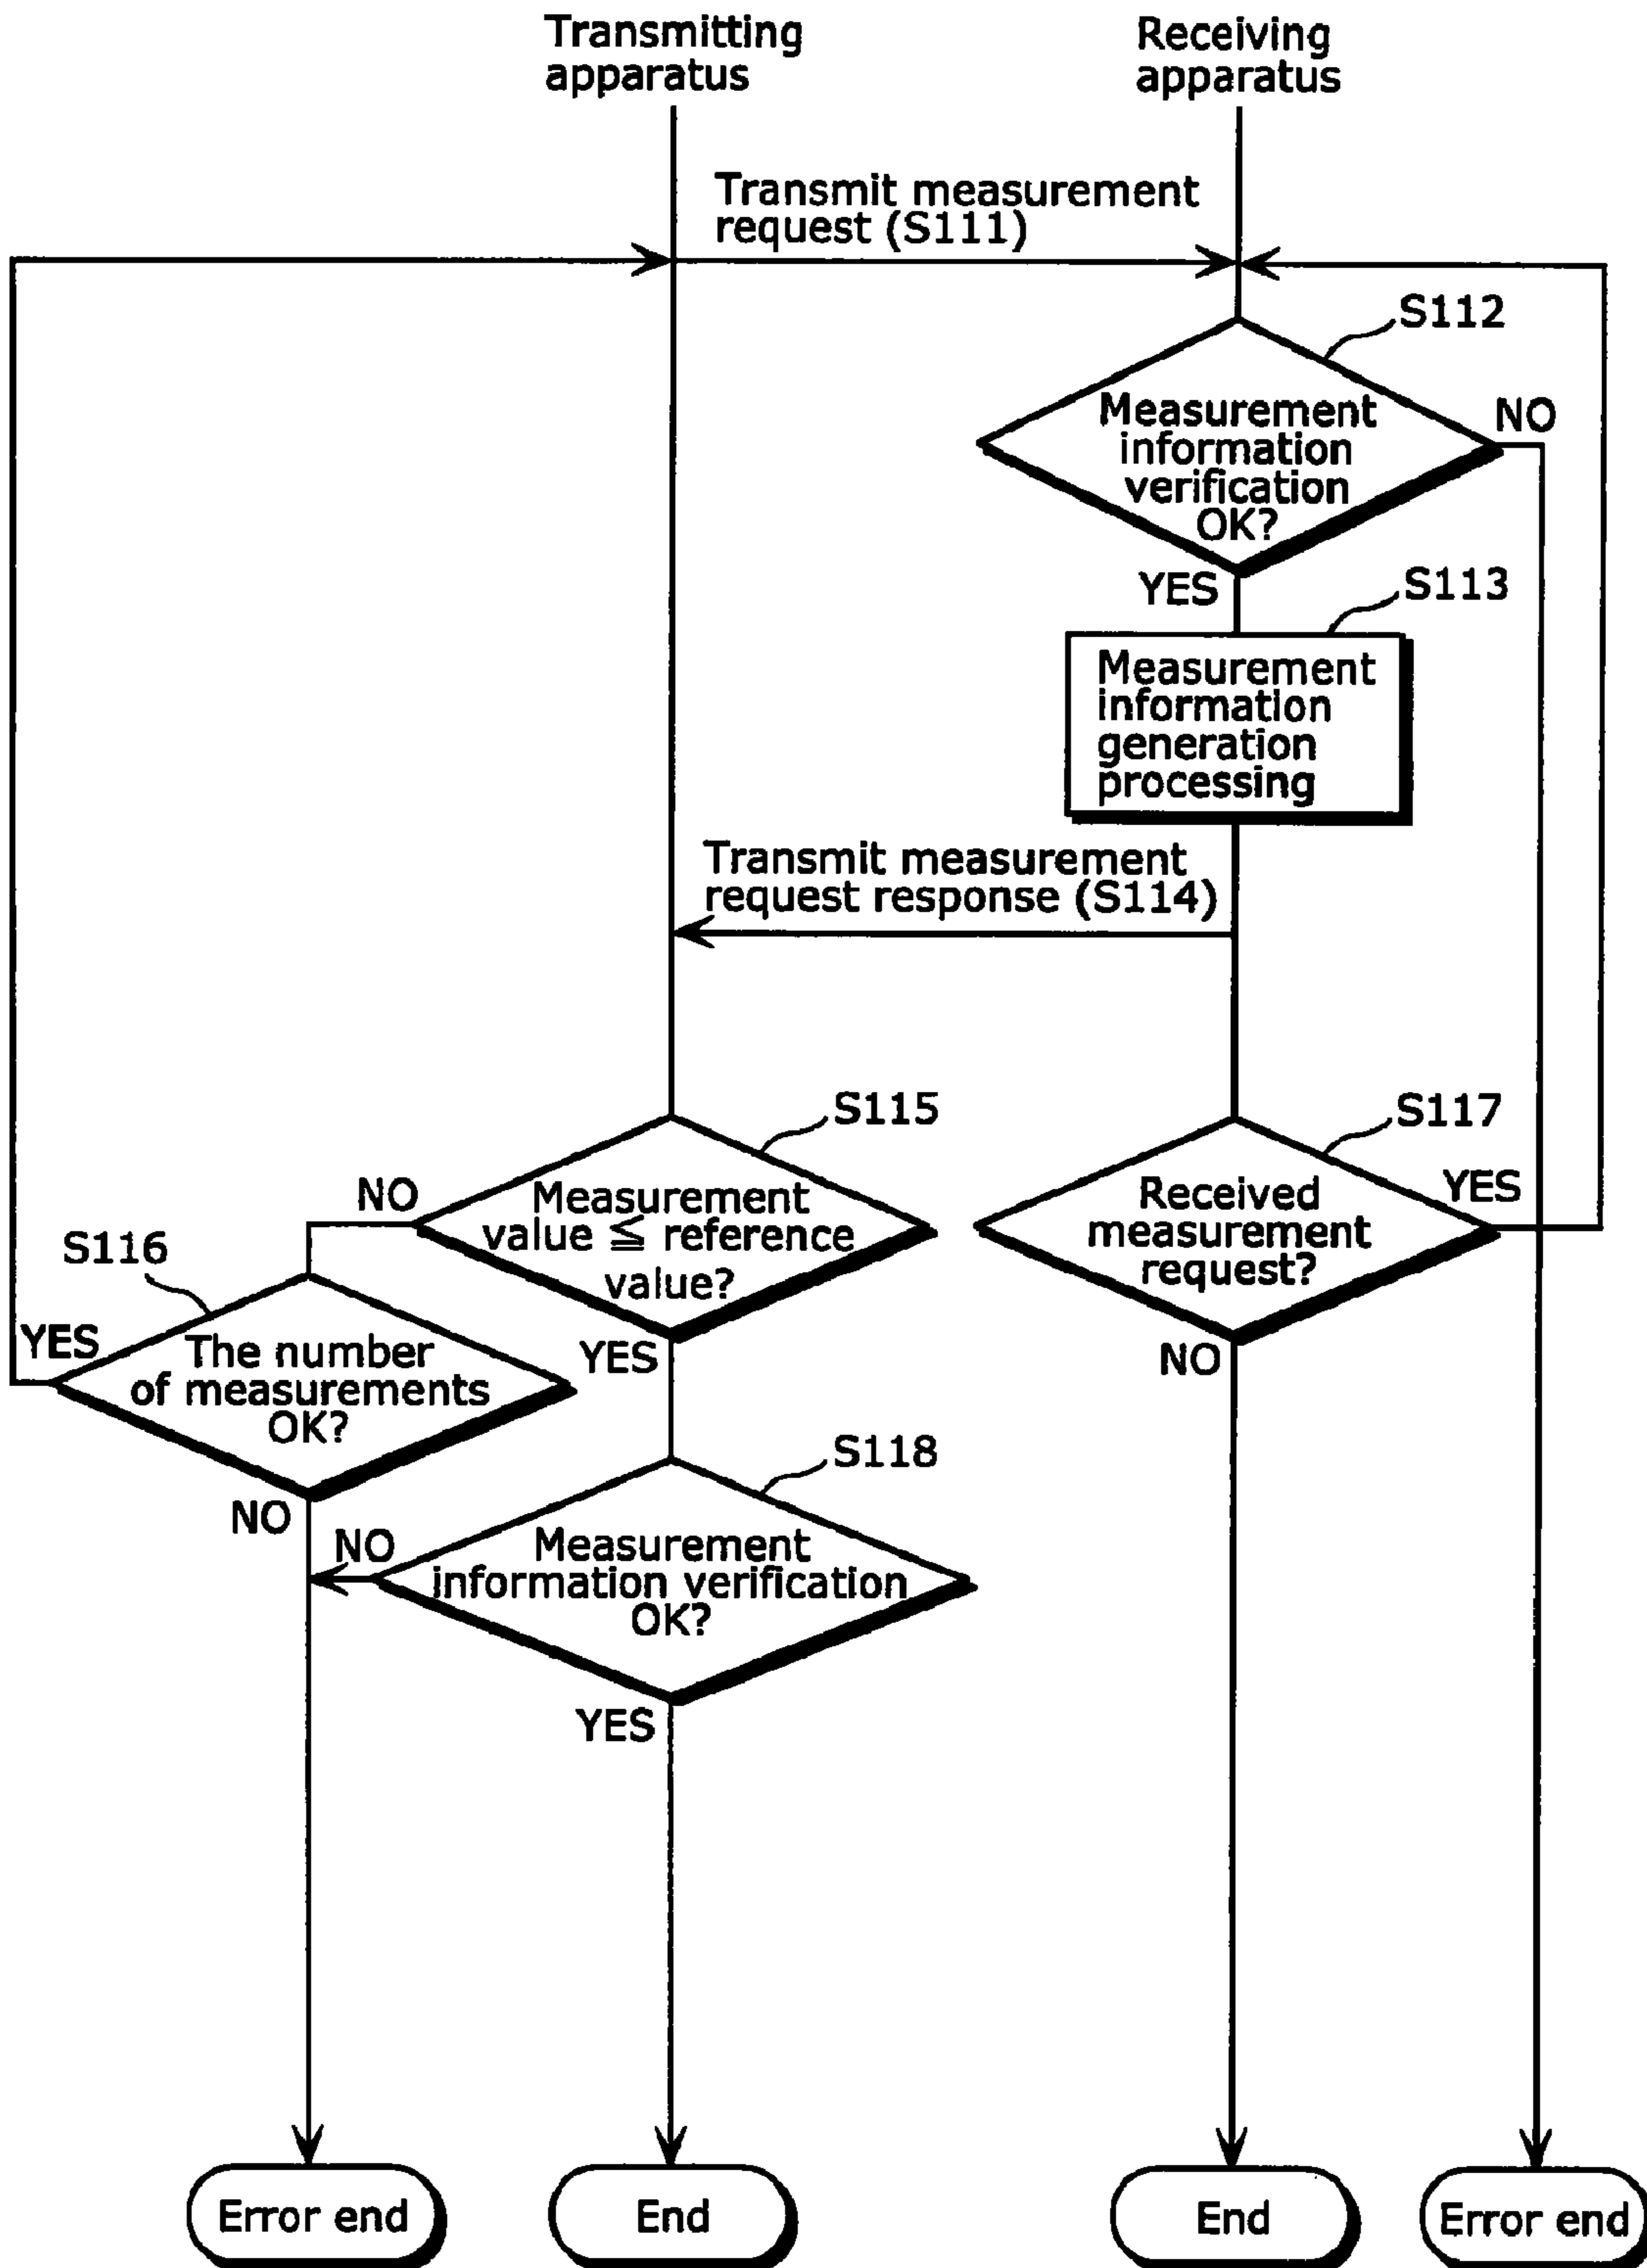 Transmitting
apparatus
Receiving
apparatus
Transmit measurement
request (S111)
S112
Measurement
information
verification
OK?
NO
YES
S113
Measurement
information
generation
processing
Transmit measurement
request response (S114)
S115
NO
Measurement
value ≦ reference
value?
YES
S117
Received
measurement
request?
YES
NO
S116
YES
The number
of measurements
OK?
NO
S118
NO
Measurement
information verification
OK?
YES
Error end
End
End
Error end